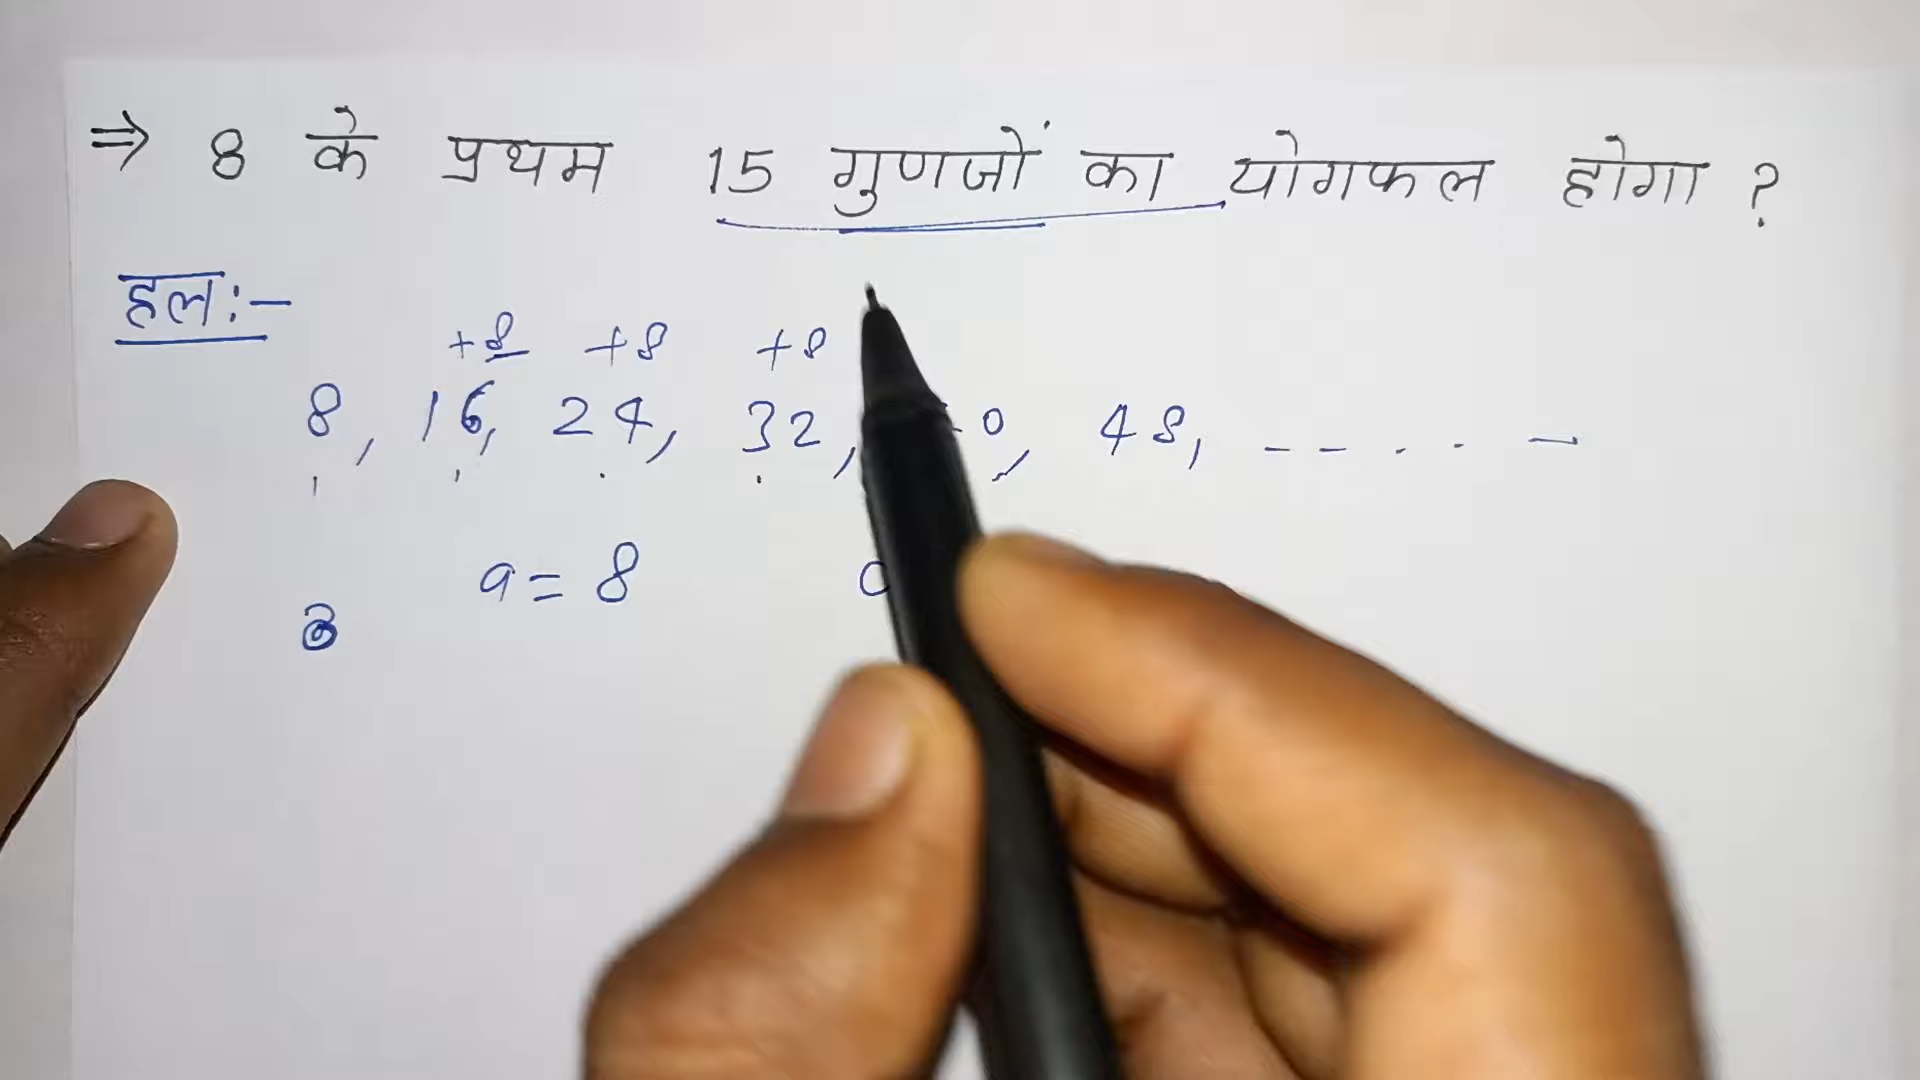 ⇒ 8 के प्रथम 15 गुणजों का योगफल होगा ?
हल:-
+8 +8 +8
8, 16, 24, 32, 48, - - . . . -
a = 8